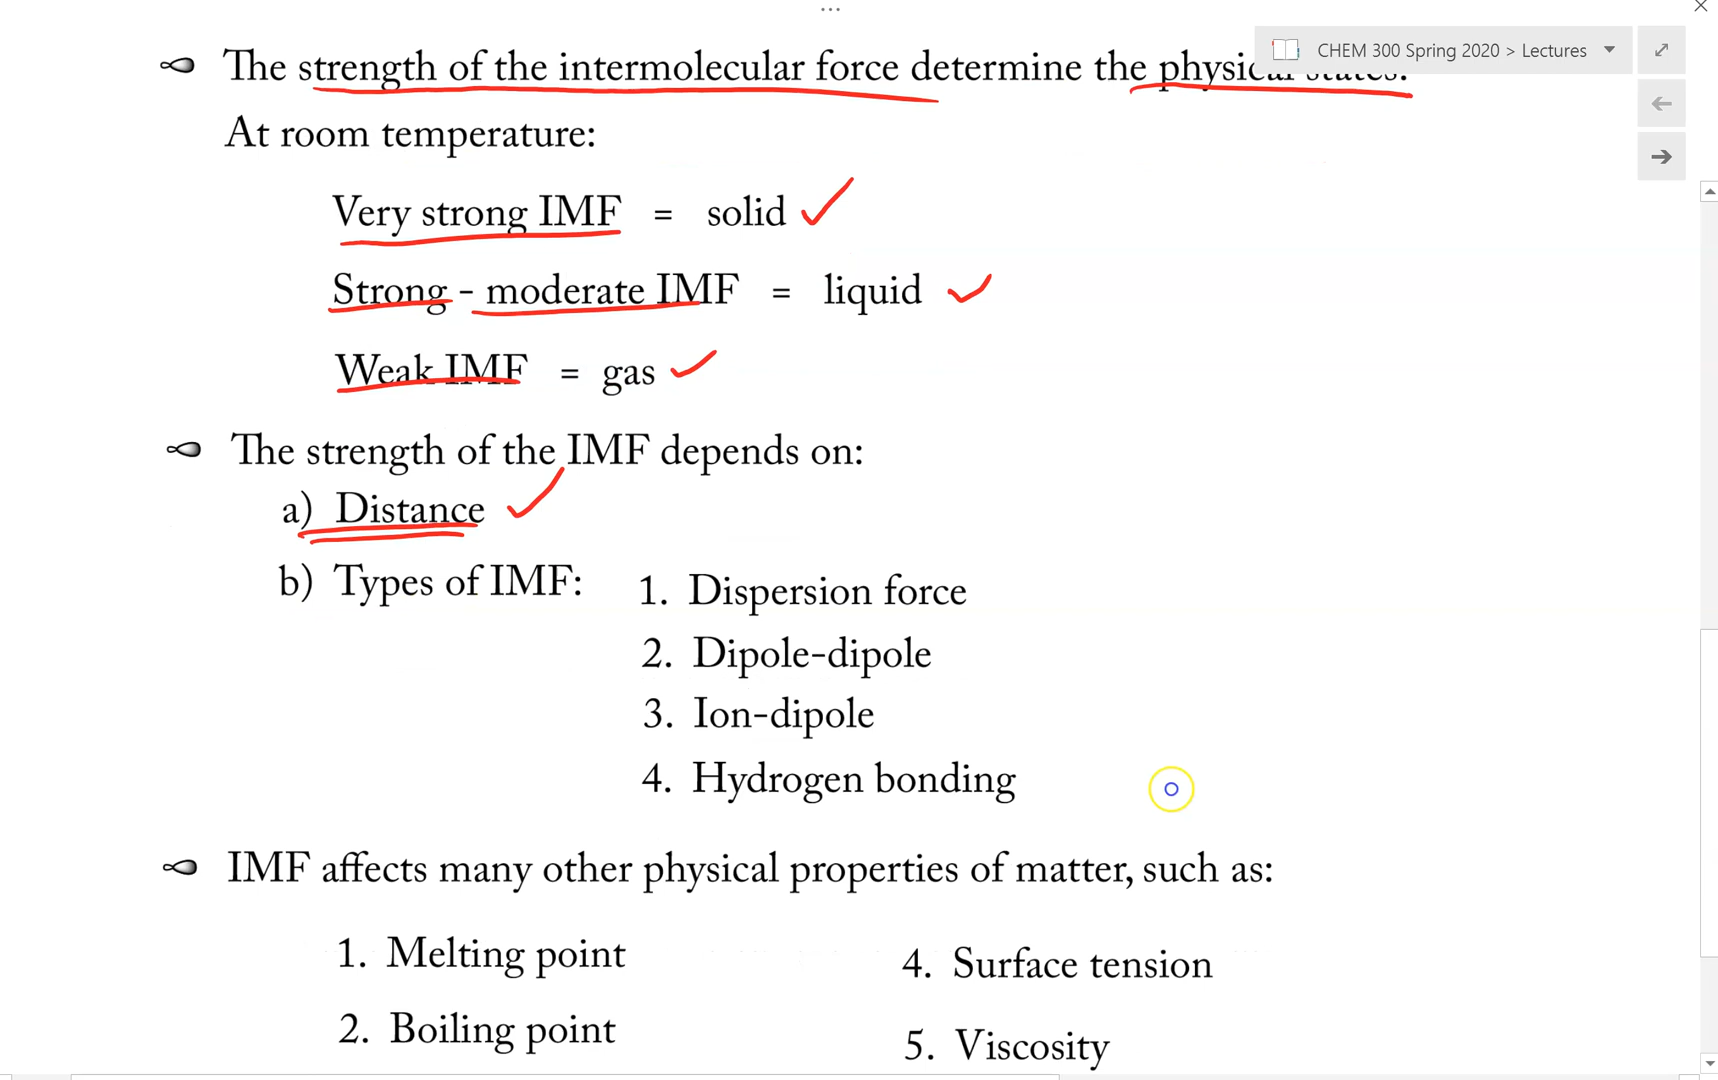 ...
CHEM 300 Spring 2020 > Lectures
The strength of the intermolecular force determine the physical states.
At room temperature:
Very strong IMF = solid ✓
Strong - moderate IMF = liquid ✓
Weak IMF = gas ✓
The strength of the IMF depends on:
a) Distance ✓
b) Types of IMF: 1. Dispersion force
2. Dipole-dipole
3. Ion-dipole
4. Hydrogen bonding
IMF affects many other physical properties of matter, such as:
1. Melting point 4. Surface tension
2. Boiling point 5. Viscosity